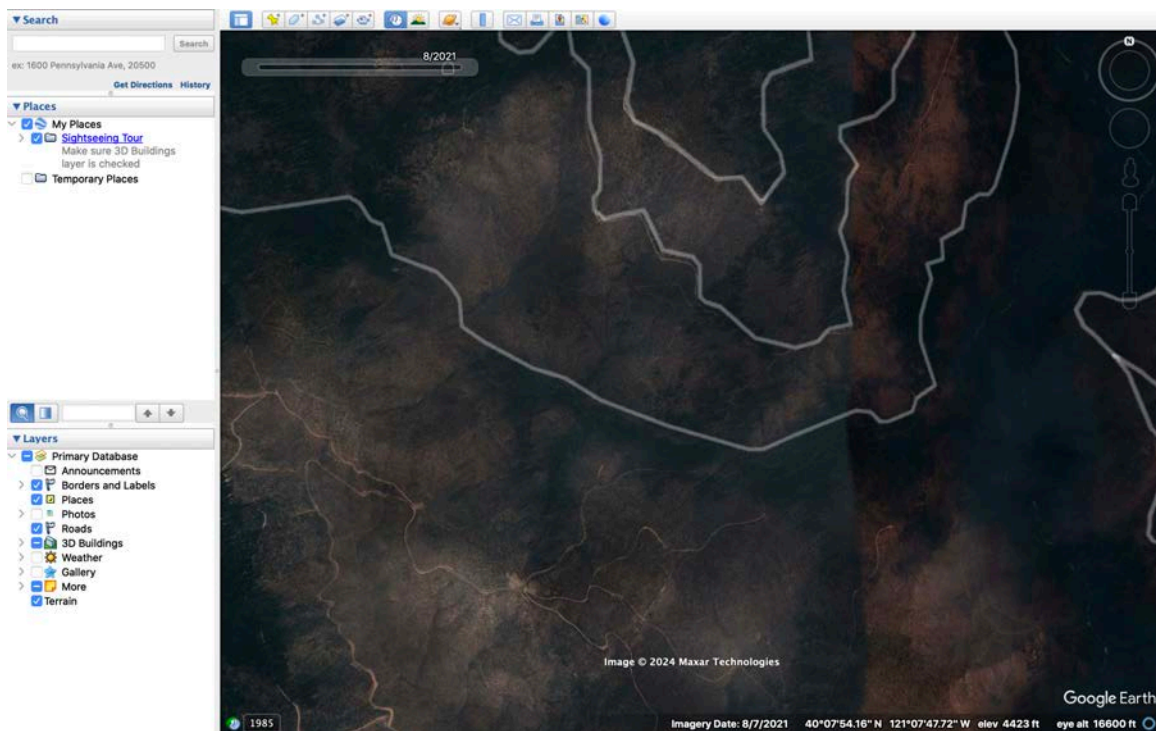 ▼ Search
Search
ex: 1600 Pennsylvania Ave, 20500
Get Directions History
▼ Places
My Places
Sightseeing Tour
Make sure 3D Buildings
layer is checked
Temporary Places
▼ Layers
Primary Database
Announcements
Borders and Labels
Places
Photos
Roads
3D Buildings
Weather
Gallery
More
Terrain
8/2021
N
Image © 2024 Maxar Technologies
Google Earth
1985
Imagery Date: 8/7/2021 40°07'54.16" N 121°07'47.72" W elev 4423 ft eye alt 16600 ft